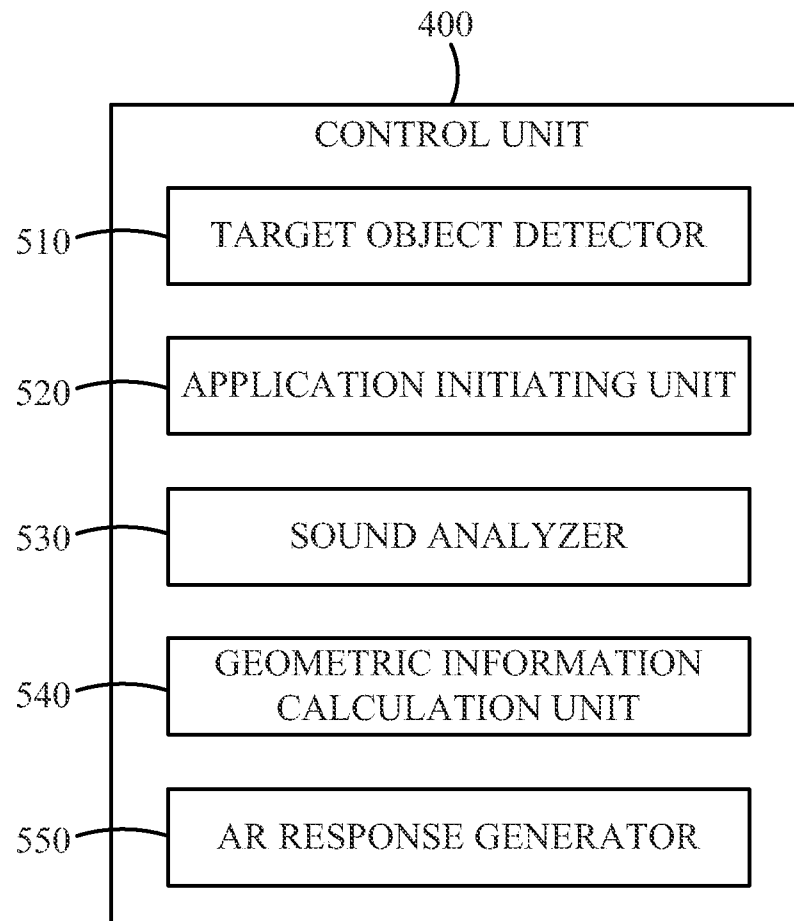 400
CONTROL UNIT
510
TARGET OBJECT DETECTOR
520
APPLICATION INITIATING UNIT
530
SOUND ANALYZER
540
GEOMETRIC INFORMATION
CALCULATION UNIT
550
AR RESPONSE GENERATOR